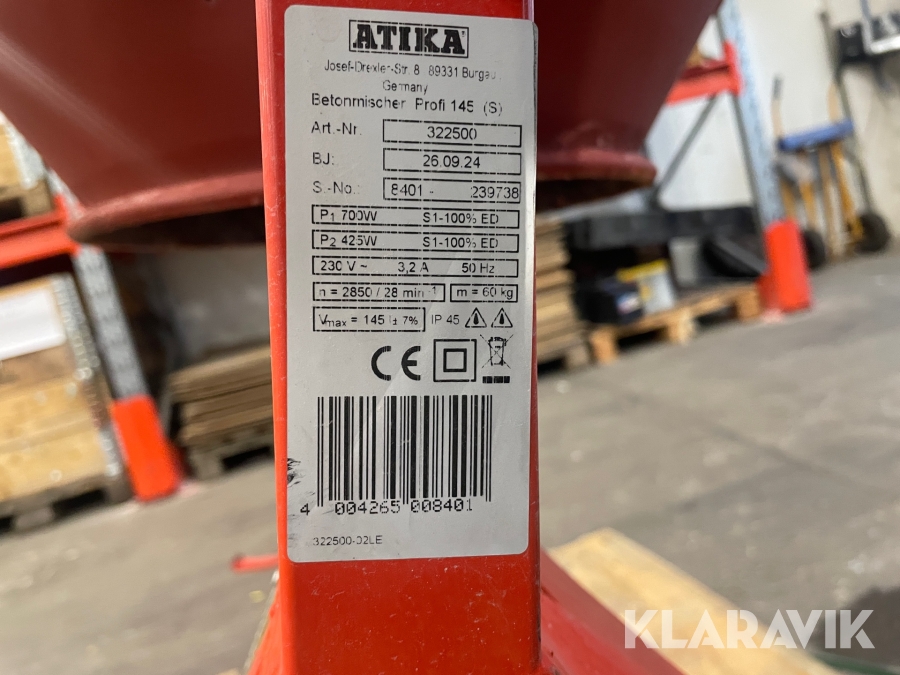 ATIKA
Josef-Drexler-Str. 8 89331 Burgau
Germany
Betonmischer Profi 145 (S)
Art.-Nr. 322500
BJ: 26.09.24
S.-No.: 8401 - 239738
P1 700W S1-100% ED
P2 425W S1-100% ED
230 V ~ 3,2 A 50 Hz
n = 2850 / 28 min-1 m = 60 kg
Vmax = 145 l ± 7% IP 45
CE
4 004265 008401
322500-02LE
KLARAVIK